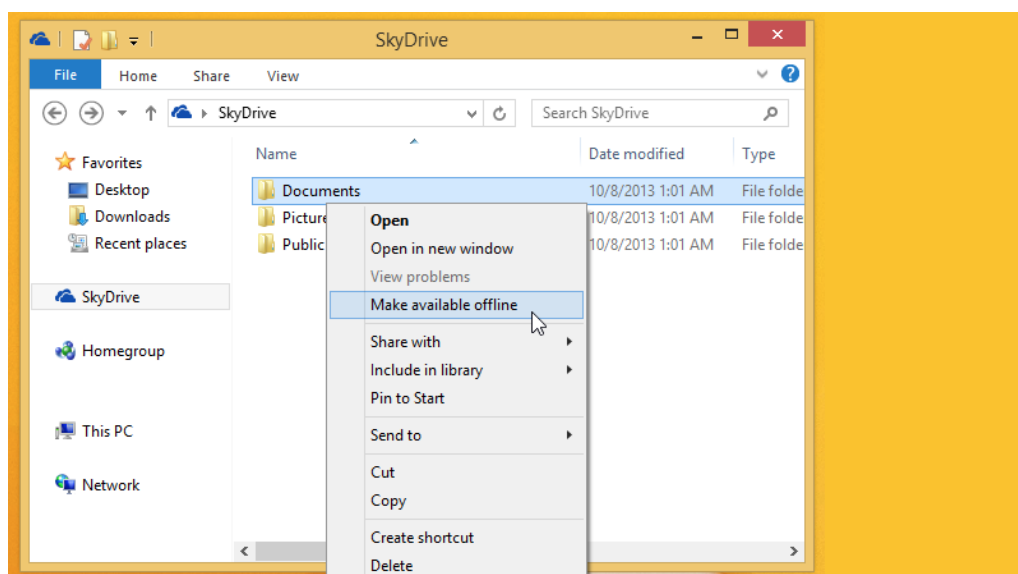 SkyDrive
File Home Share View
SkyDrive Search SkyDrive
Name Date modified Type
Favorites
Desktop
Downloads
Recent places
SkyDrive
Homegroup
This PC
Network
Documents 10/8/2013 1:01 AM File folde
Picture 10/8/2013 1:01 AM File folde
Public 10/8/2013 1:01 AM File folde
Open
Open in new window
View problems
Make available offline
Share with
Include in library
Pin to Start
Send to
Cut
Copy
Create shortcut
Delete